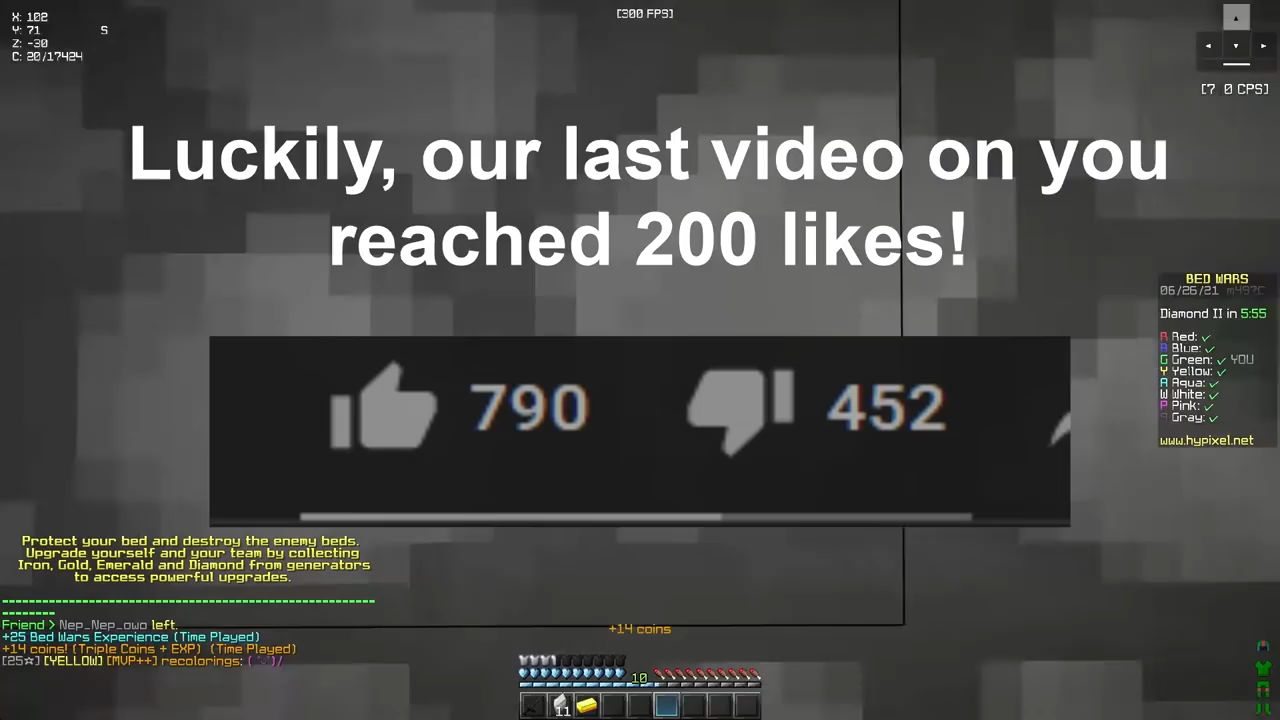 X: 102
Y: 71 S
Z: -30
C: 20/17424
[300 FPS]
[7 0 CPS]
Luckily, our last video on you
reached 200 likes!
790 452
BED WARS
06/26/21 m497C
Diamond II in 5:55
R Red: ✓
B Blue: ✓
G Green: ✓ YOU
Y Yellow: ✓
A Aqua: ✓
W White: ✓
P Pink: ✓
Gray: ✓
www.hypixel.net
Protect your bed and destroy the enemy beds.
Upgrade yourself and your team by collecting
Iron, Gold, Emerald and Diamond from generators
to access powerful upgrades.
Friend > Nep_Nep_owo left.
+25 Bed Wars Experience (Time Played)
+14 coins! (Triple Coins + EXP) (Time Played)
[25☆] [YELLOW] [MVP++] recolorings:
+14 coins
10
11